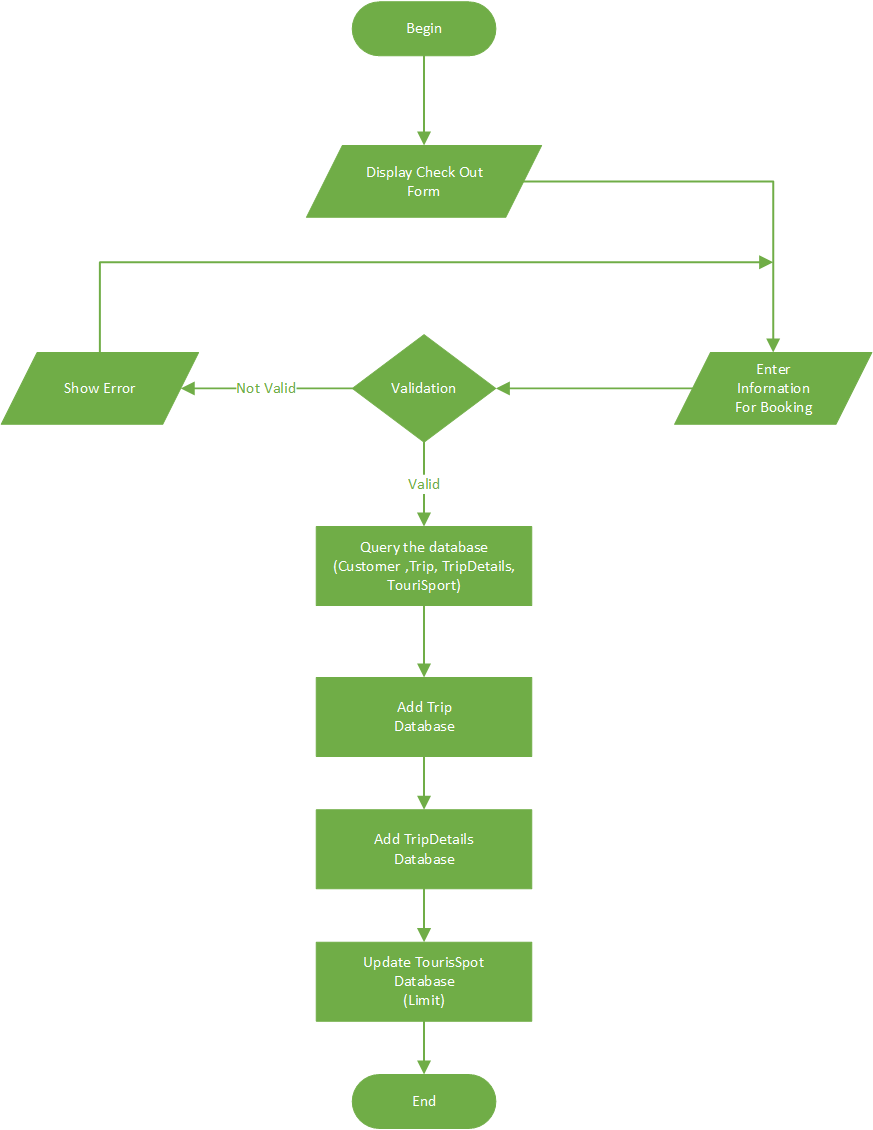 Begin
Display Check Out
Form
Show Error
Not Valid
Validation
Enter
Infornation
For Booking
Valid
Query the database
(Customer ,Trip, TripDetails,
TouriSport)
Add Trip
Database
Add TripDetails
Database
Update TourisSpot
Database
(Limit)
End